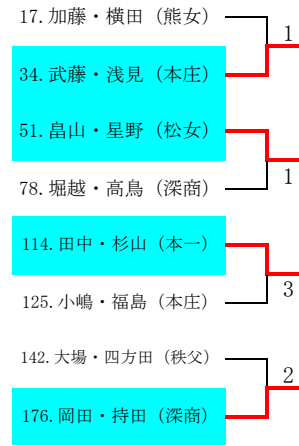 17. 加藤・横田（熊女）
1
34. 武藤・浅見（本庄）
51. 畠山・星野（松女）
1
78. 堀越・高鳥（深商）
114. 田中・杉山（本一）
3
125. 小嶋・福島（本庄）
142. 大場・四方田（秩父）
2
176. 岡田・持田（深商）